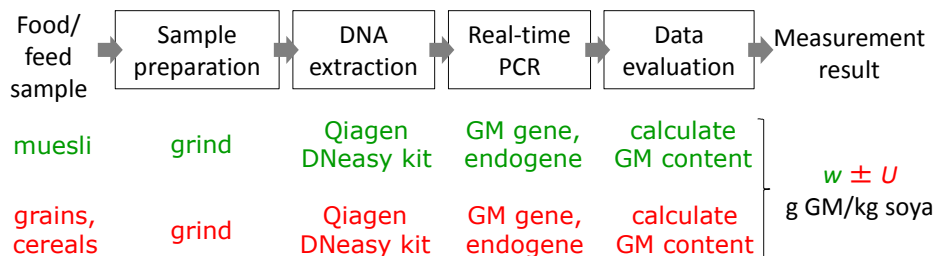 Food/
feed
sample
Sample
preparation
DNA
extraction
Real-time
PCR
Data
evaluation
Measurement
result
muesli
grind
Qiagen
DNeasy kit
GM gene,
endogene
calculate
GM content
w ± U
g GM/kg soya
grains,
cereals
grind
Qiagen
DNeasy kit
GM gene,
endogene
calculate
GM content